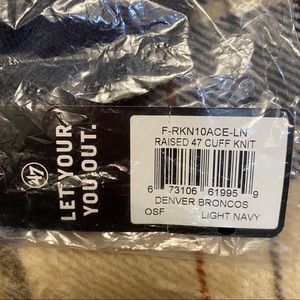 F-RKN10ACE-LN
RAISED 47 CUFF KNIT
6 73106 61995 9
DENVER BRONCOS
OSF LIGHT NAVY
47
LET YOUR
YOU OUT.